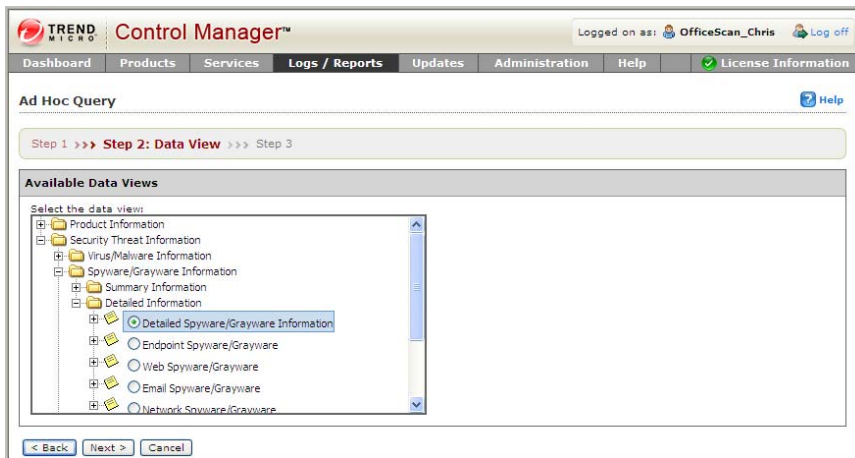 TREND MICRO Control Manager™ Logged on as: OfficeScan_Chris Log off
Dashboard Products Services Logs / Reports Updates Administration Help License Information
Ad Hoc Query Help
Step 1 >>> Step 2: Data View >>> Step 3
Available Data Views
Select the data view:
Product Information
Security Threat Information
Virus/Malware Information
Spyware/Grayware Information
Summary Information
Detailed Information
Detailed Spyware/Grayware Information
Endpoint Spyware/Grayware
Web Spyware/Grayware
Email Spyware/Grayware
Network Spyware/Grayware
< Back Next > Cancel